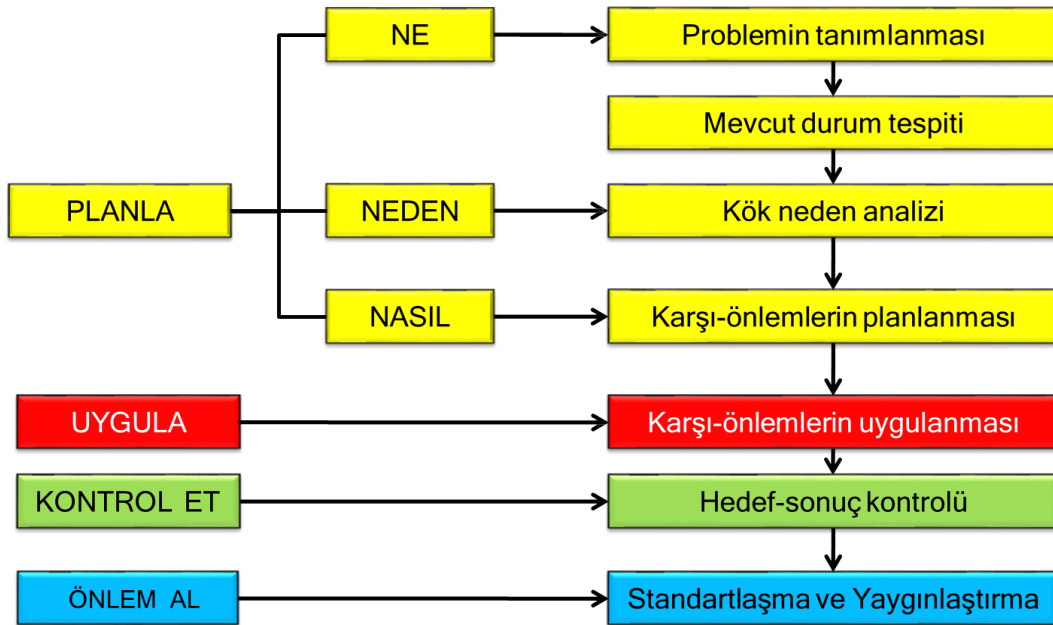 NE
Problemin tanımlanması
Mevcut durum tespiti
PLANLA
NEDEN
Kök neden analizi
NASIL
Karşı-önlemlerin planlanması
UYGULA
Karşı-önlemlerin uygulanması
KONTROL ET
Hedef-sonuç kontrolü
ÖNLEM AL
Standartlaşma ve Yaygınlaştırma